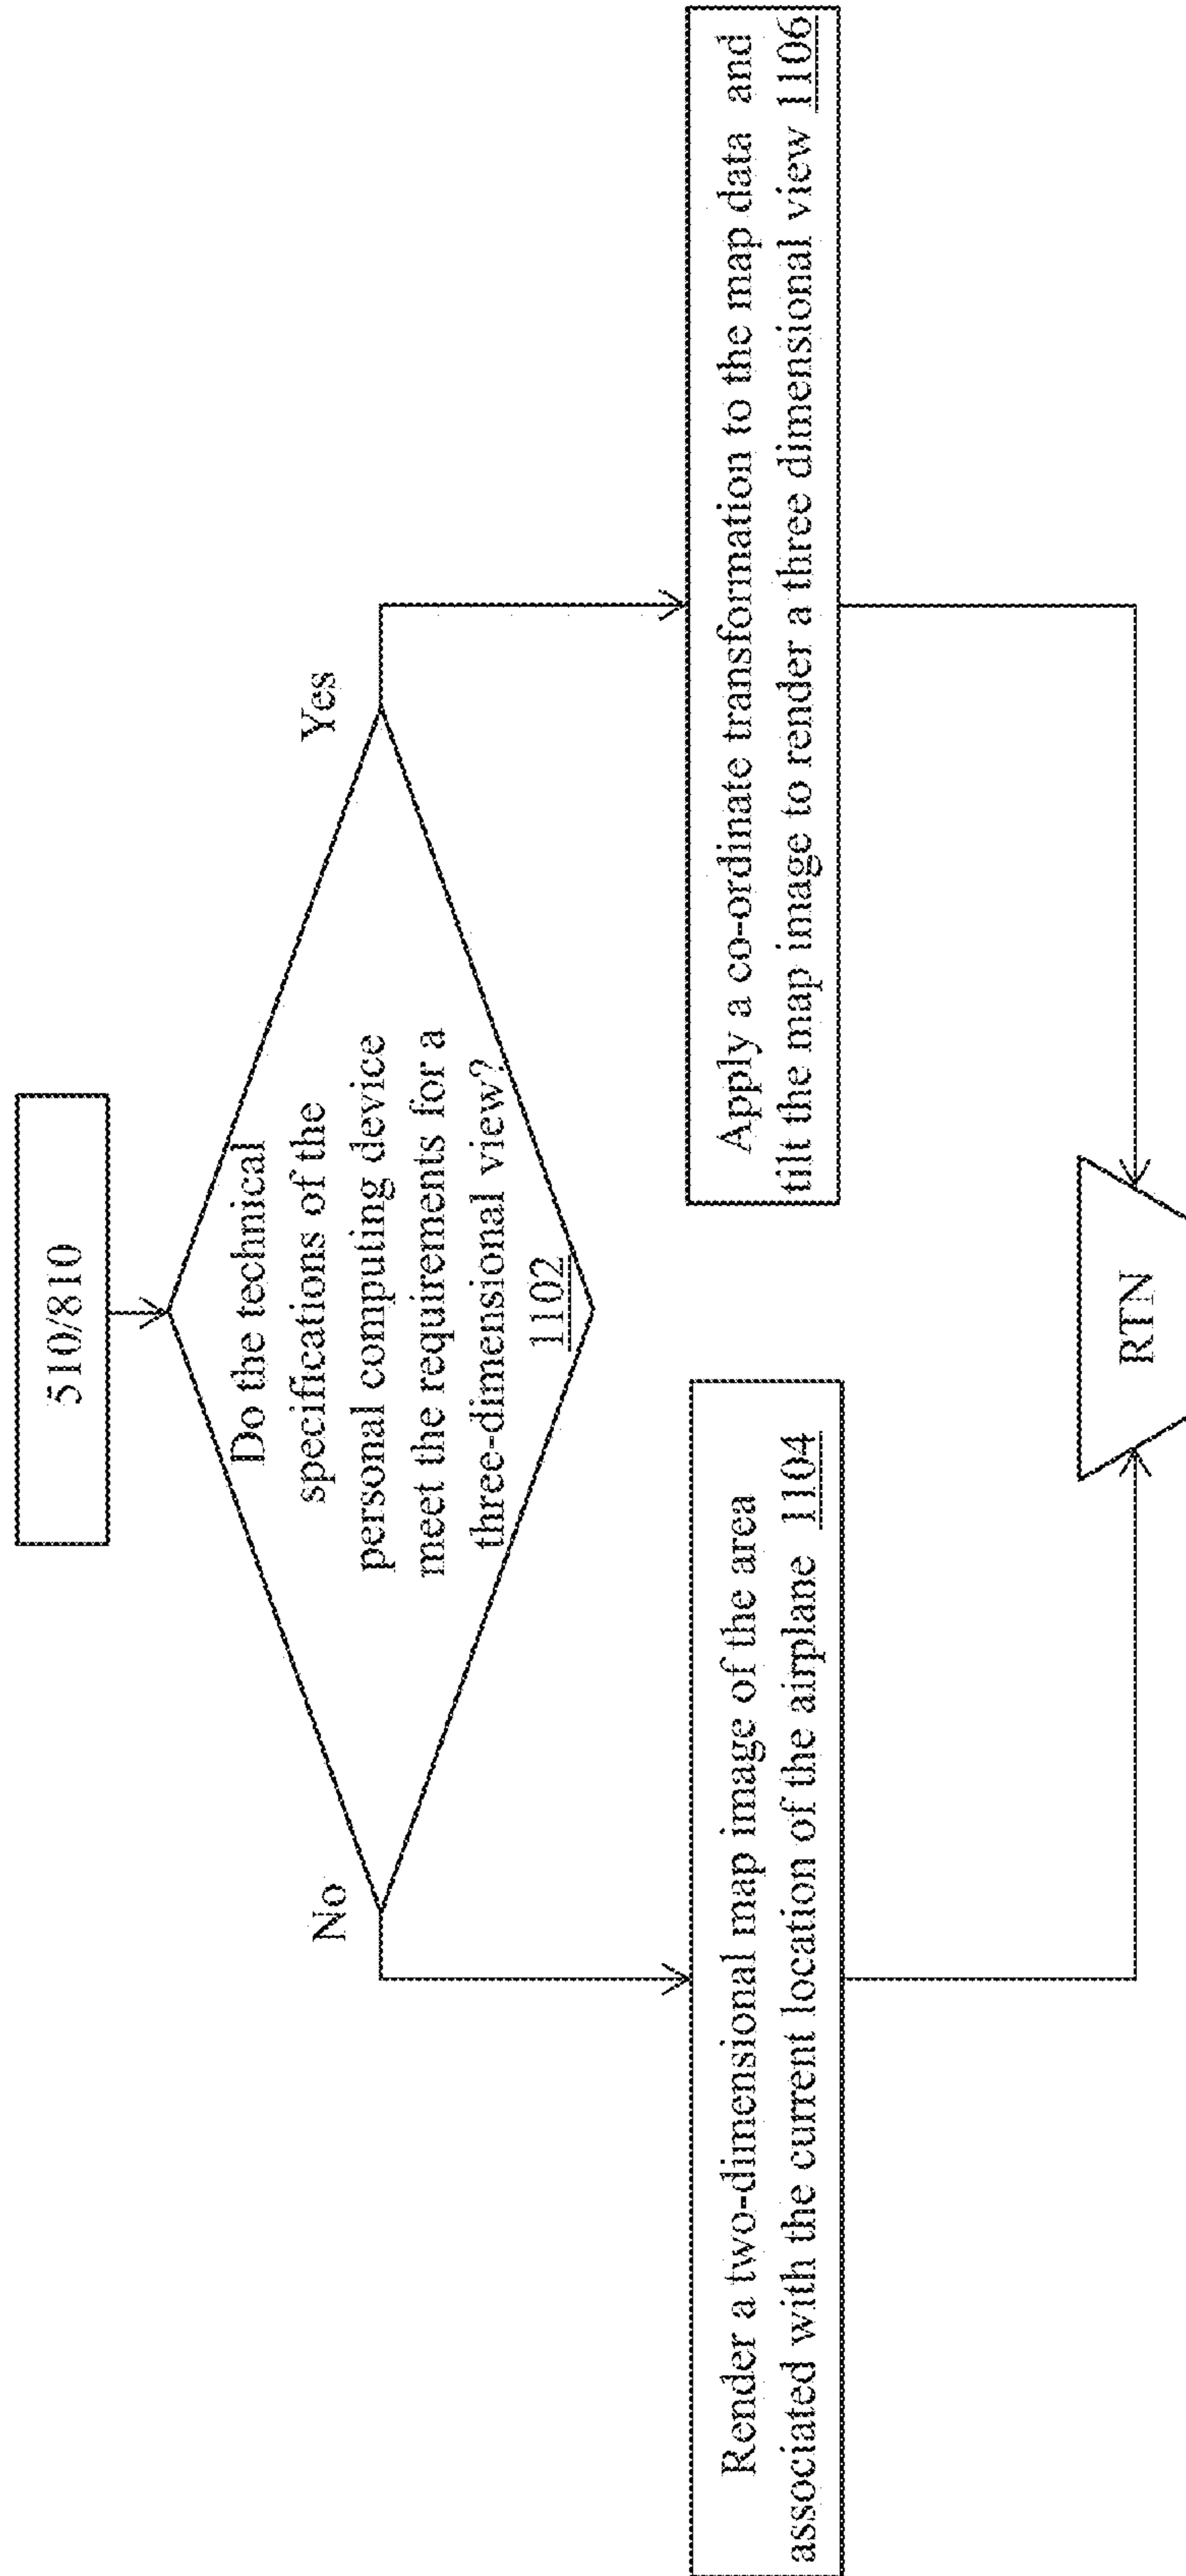 510/810
Do the technical
specifications of the
personal computing device
meet the requirements for a
three-dimensional view?
1102
No
Yes
Render a two-dimensional map image of the area
associated with the current location of the airplane 1104
Apply a co-ordinate transformation to the map data and
tilt the map image to render a three dimensional view 1106
RTN